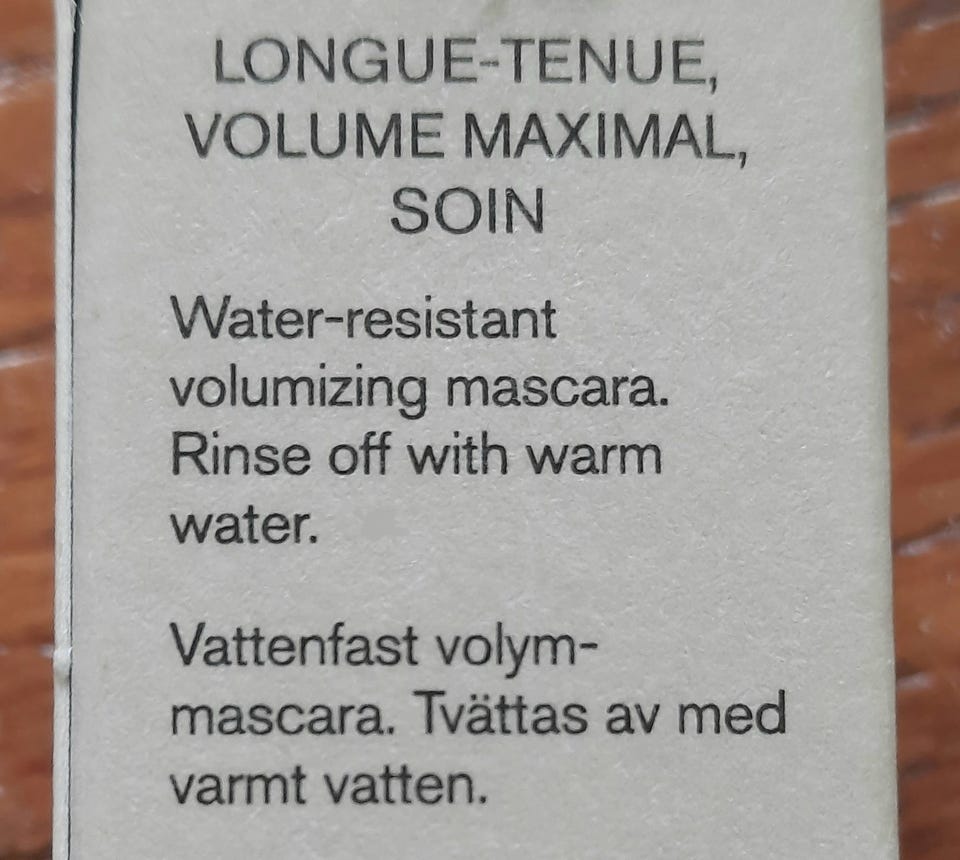 LONGUE-TENUE,
VOLUME MAXIMAL,
SOIN
Water-resistant
volumizing mascara.
Rinse off with warm
water.
Vattenfast volym-
mascara. Tvättas av med
varmt vatten.